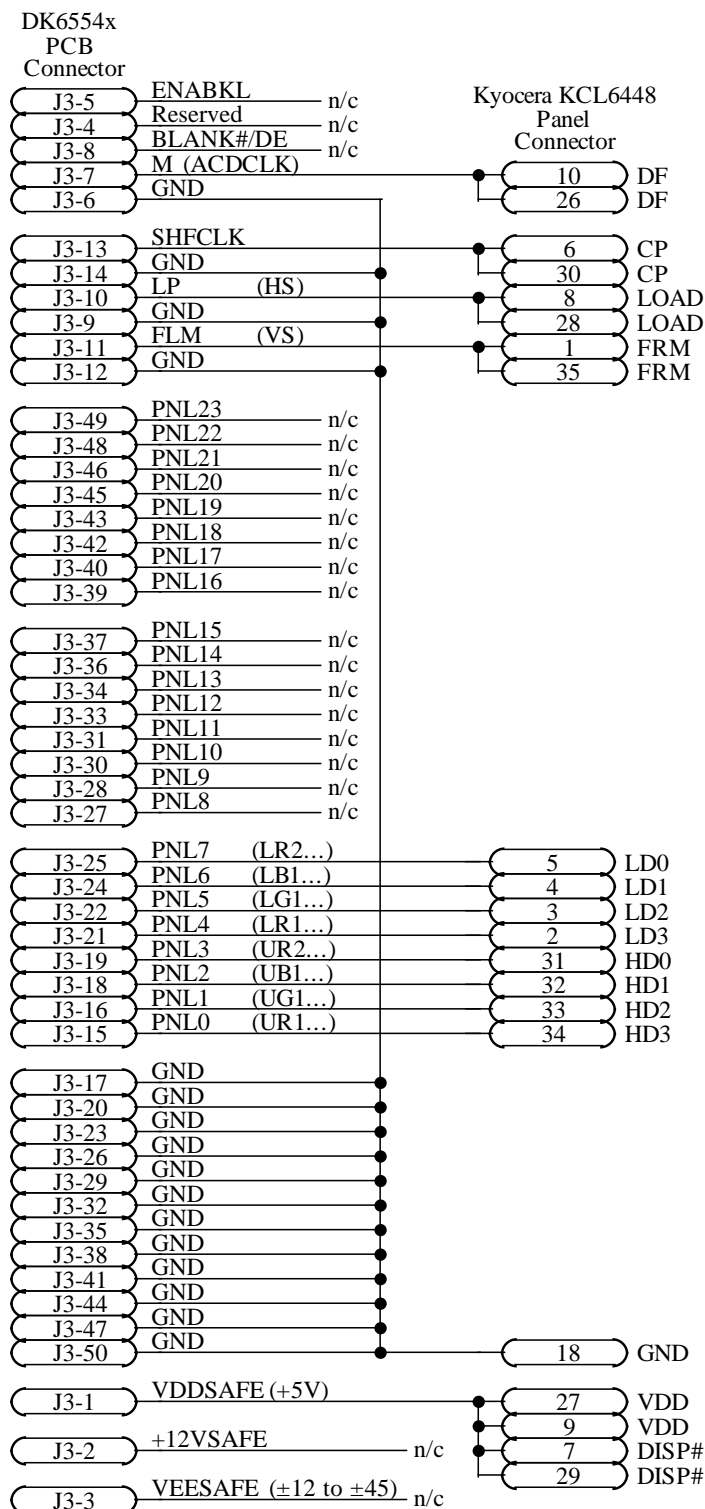 DK6554x
PCB
Connector
Kyocera KCL6448
Panel
Connector
J3-5 ENABKL n/c
J3-4 Reserved n/c
J3-8 BLANK#/DE n/c
J3-7 M (ACDCLK) 10 DF
J3-6 GND 26 DF
J3-13 SHFCLK 6 CP
J3-14 GND 30 CP
J3-10 LP (HS) 8 LOAD
J3-9 GND 28 LOAD
J3-11 FLM (VS) 1 FRM
J3-12 GND 35 FRM
J3-49 PNL23 n/c
J3-48 PNL22 n/c
J3-46 PNL21 n/c
J3-45 PNL20 n/c
J3-43 PNL19 n/c
J3-42 PNL18 n/c
J3-40 PNL17 n/c
J3-39 PNL16 n/c
J3-37 PNL15 n/c
J3-36 PNL14 n/c
J3-34 PNL13 n/c
J3-33 PNL12 n/c
J3-31 PNL11 n/c
J3-30 PNL10 n/c
J3-28 PNL9 n/c
J3-27 PNL8 n/c
J3-25 PNL7 (LR2...) 5 LD0
J3-24 PNL6 (LB1...) 4 LD1
J3-22 PNL5 (LG1...) 3 LD2
J3-21 PNL4 (LR1...) 2 LD3
J3-19 PNL3 (UR2...) 31 HD0
J3-18 PNL2 (UB1...) 32 HD1
J3-16 PNL1 (UG1...) 33 HD2
J3-15 PNL0 (UR1...) 34 HD3
J3-17 GND
J3-20 GND
J3-23 GND
J3-26 GND
J3-29 GND
J3-32 GND
J3-35 GND
J3-38 GND
J3-41 GND
J3-44 GND
J3-47 GND
J3-50 GND 18 GND
J3-1 VDDSAFE (+5V) 27 VDD
9 VDD
J3-2 +12VSAFE n/c 7 DISP#
29 DISP#
J3-3 VEESAFE (±12 to ±45) n/c